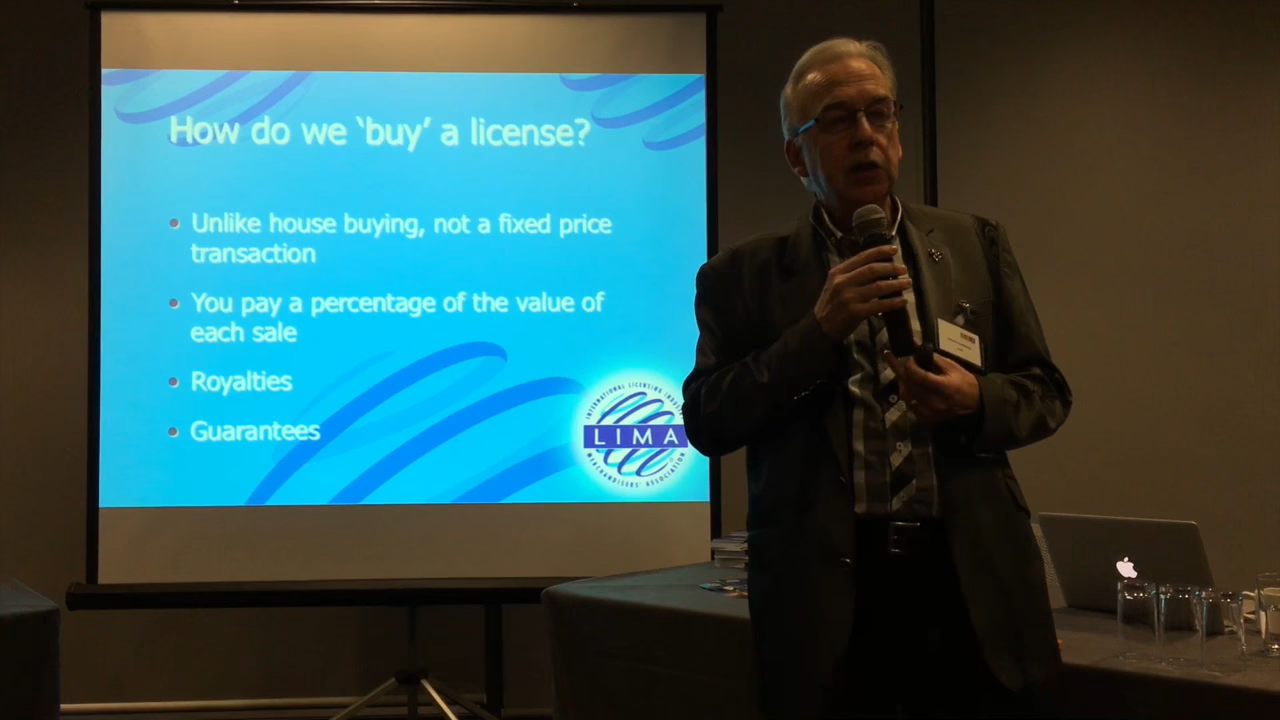 How do we ‘buy’ a license?
Unlike house buying, not a fixed price
transaction
You pay a percentage of the value of
each sale
Royalties
Guarantees
INTERNATIONAL LICENSING INDUSTRY
LIMA
MERCHANDISERS' ASSOCIATION